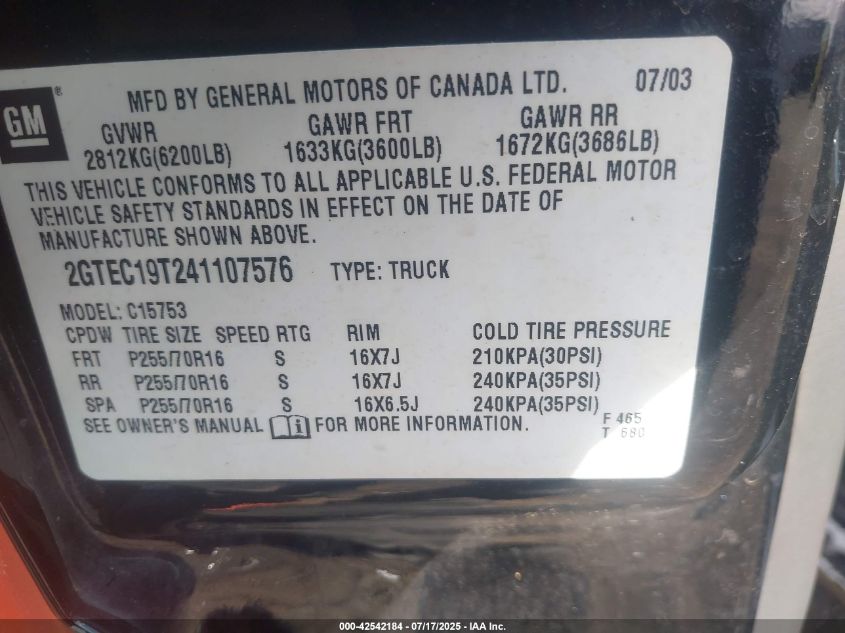 GM®
MFD BY GENERAL MOTORS OF CANADA LTD. 07/03
GVWR GAWR FRT GAWR RR
2812KG(6200LB) 1633KG(3600LB) 1672KG(3686LB)
THIS VEHICLE CONFORMS TO ALL APPLICABLE U.S. FEDERAL MOTOR
VEHICLE SAFETY STANDARDS IN EFFECT ON THE DATE OF
MANUFACTURE SHOWN ABOVE.
2GTEC19T241107576 TYPE: TRUCK
MODEL: C15753
CPDW TIRE SIZE SPEED RTG RIM COLD TIRE PRESSURE
FRT P255/70R16 S 16X7J 210KPA(30PSI)
RR P255/70R16 S 16X7J 240KPA(35PSI)
SPA P255/70R16 S 16X6.5J 240KPA(35PSI)
SEE OWNER'S MANUAL i FOR MORE INFORMATION.
F 465
T 680
000-42542184 - 07/17/2025 - IAA Inc.